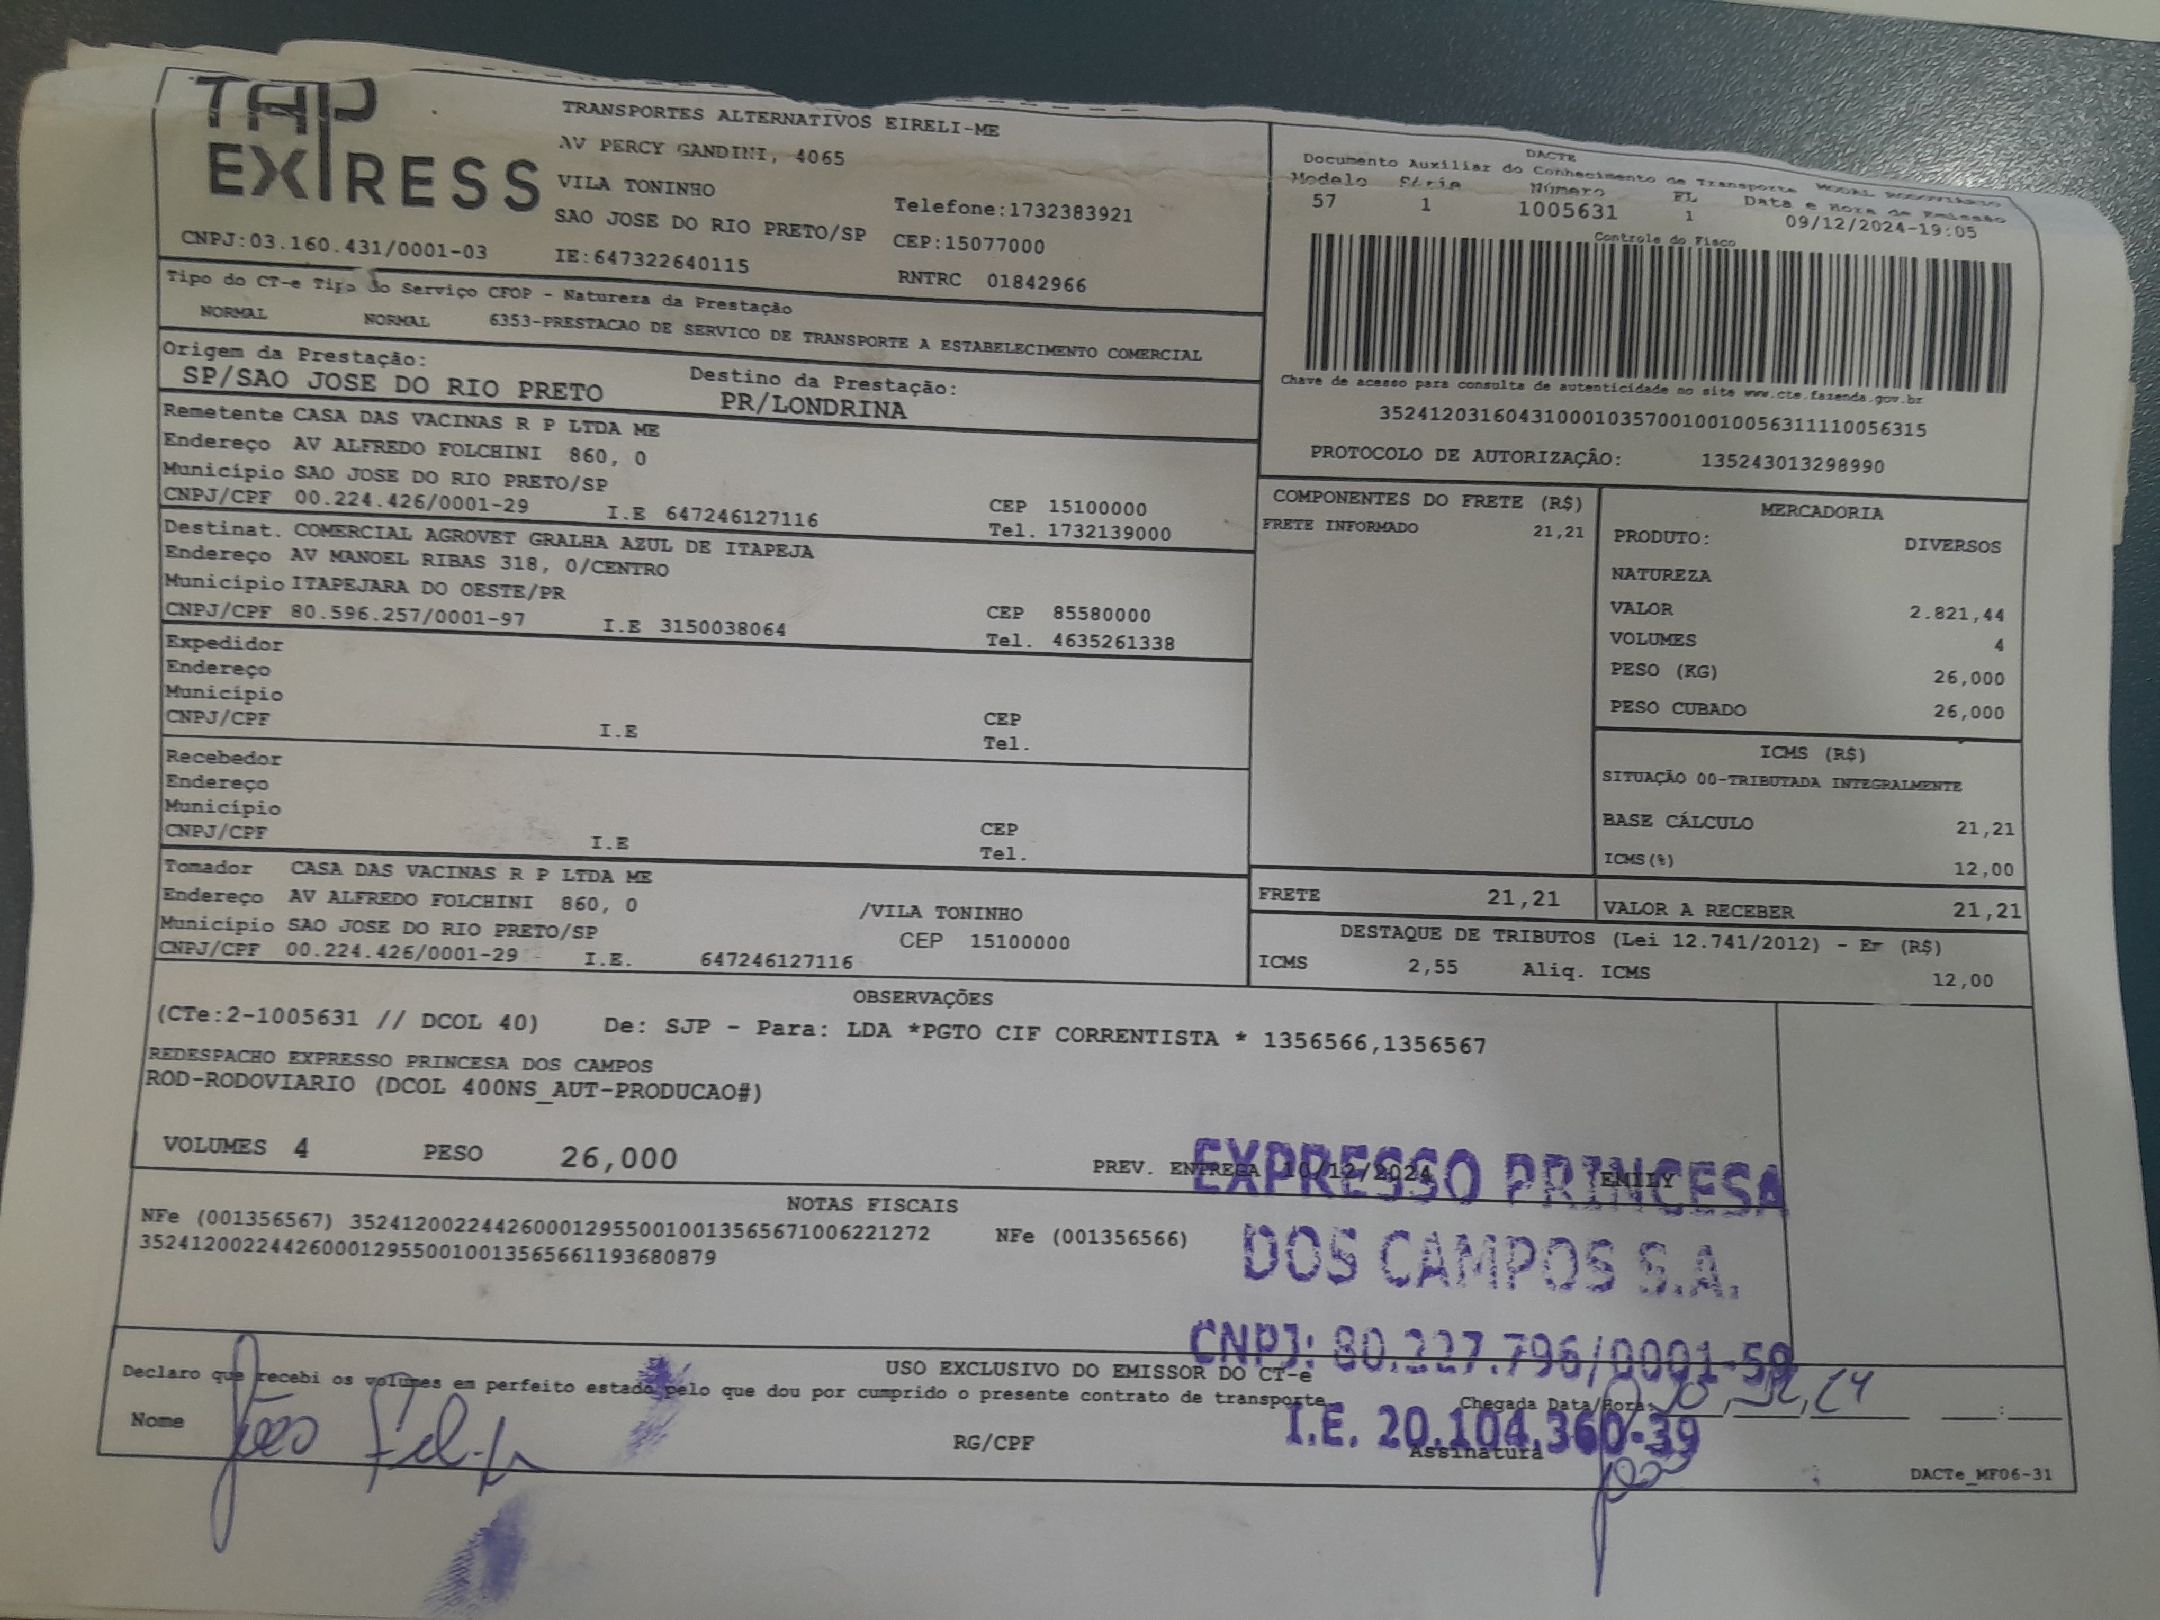 TAP
EXPRESS
TRANSPORTES ALTERNATIVOS EIRELI-ME
AV PERCY GANDINI, 4065
VILA TONINHO
Telefone:1732383921
SAO JOSE DO RIO PRETO/SP CEP:15077000
CNPJ:03.160.431/0001-03 IE:647322640115 RNTRC 01842966
DACTE
Documento Auxiliar do Conhecimento de Transporte MODAL RODOVIÁRIO
Modelo Série Número FL Data e Hora de Emissão
57 1 1005631 1 09/12/2024-19:05
Controle do Fisco
Chave de acesso para consulta de autenticidade no site www.cte.fazenda.gov.br
35241203160431000103570010010056311110056315
PROTOCOLO DE AUTORIZAÇÃO: 135243013298990
Tipo do CT-e Tipo do Serviço CFOP - Natureza da Prestação
NORMAL NORMAL 6353-PRESTACAO DE SERVICO DE TRANSPORTE A ESTABELECIMENTO COMERCIAL
Origem da Prestação: Destino da Prestação:
SP/SAO JOSE DO RIO PRETO PR/LONDRINA
Remetente CASA DAS VACINAS R P LTDA ME
Endereço AV ALFREDO FOLCHINI 860, 0
Município SAO JOSE DO RIO PRETO/SP CEP 15100000
CNPJ/CPF 00.224.426/0001-29 I.E 647246127116 Tel. 1732139000
Destinat. COMERCIAL AGROVET GRALHA AZUL DE ITAPEJA
Endereço AV MANOEL RIBAS 318, 0/CENTRO
Município ITAPEJARA DO OESTE/PR CEP 85580000
CNPJ/CPF 80.596.257/0001-97 I.E 3150038064 Tel. 4635261338
Expedidor
Endereço
Município CEP
CNPJ/CPF I.E Tel.
Recebedor
Endereço
Município CEP
CNPJ/CPF I.E Tel.
Tomador CASA DAS VACINAS R P LTDA ME
Endereço AV ALFREDO FOLCHINI 860, 0 /VILA TONINHO
Município SAO JOSE DO RIO PRETO/SP CEP 15100000
CNPJ/CPF 00.224.426/0001-29 I.E. 647246127116
COMPONENTES DO FRETE (R$)
FRETE INFORMADO 21,21
FRETE 21,21
MERCADORIA
PRODUTO: DIVERSOS
NATUREZA
VALOR 2.821,44
VOLUMES 4
PESO (KG) 26,000
PESO CUBADO 26,000
ICMS (R$)
SITUAÇÃO 00-TRIBUTADA INTEGRALMENTE
BASE CÁLCULO 21,21
ICMS(%) 12,00
VALOR A RECEBER 21,21
DESTAQUE DE TRIBUTOS (Lei 12.741/2012) - Em (R$)
ICMS 2,55 Aliq. ICMS 12,00
OBSERVAÇÕES
(CTe:2-1005631 // DCOL 40) De: SJP - Para: LDA *PGTO CIF CORRENTISTA * 1356566,1356567
REDESPACHO EXPRESSO PRINCESA DOS CAMPOS
ROD-RODOVIARIO (DCOL 400NS_AUT-PRODUCAO#)
VOLUMES 4 PESO 26,000 PREV. ENTREGA 10/12/2024 EMILY
NOTAS FISCAIS
NFe (001356567) 35241200224426000129550010013565671006221272 NFe (001356566)
35241200224426000129550010013565661193680879
EXPRESSO PRINCESA
DOS CAMPOS S.A.
CNPJ: 80.227.796/0001-59
I.E. 20.104.360-39
USO EXCLUSIVO DO EMISSOR DO CT-e
Declaro que recebi os volumes em perfeito estado pelo que dou por cumprido o presente contrato de transporte
Chegada Data/Hora: 10, 12, 24 :
Nome João Felipe RG/CPF Assinatura João
DACTe_MF06-31